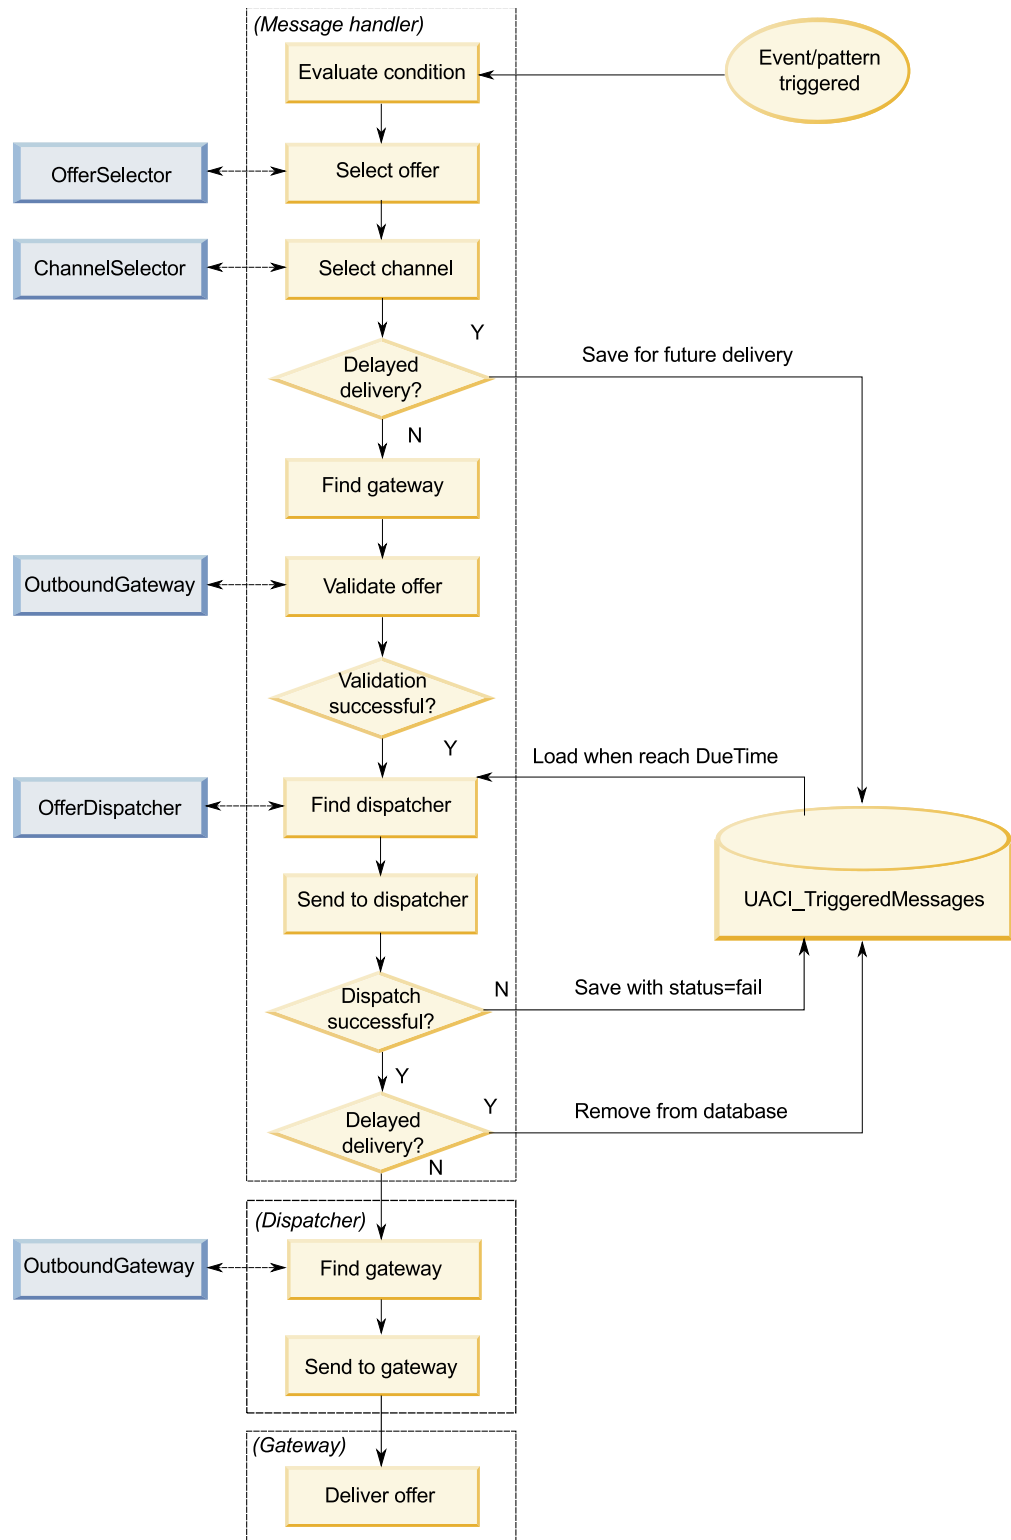 (Message handler)
Evaluate condition
Event/pattern
triggered
OfferSelector
Select offer
ChannelSelector
Select channel
Y
Delayed
delivery?
Save for future delivery
N
Find gateway
OutboundGateway
Validate offer
Validation
successful?
Y
Load when reach DueTime
OfferDispatcher
Find dispatcher
Send to dispatcher
UACI_TriggeredMessages
Dispatch
successful?
N
Save with status=fail
Y
Delayed
delivery?
Y
Remove from database
N
(Dispatcher)
OutboundGateway
Find gateway
Send to gateway
(Gateway)
Deliver offer